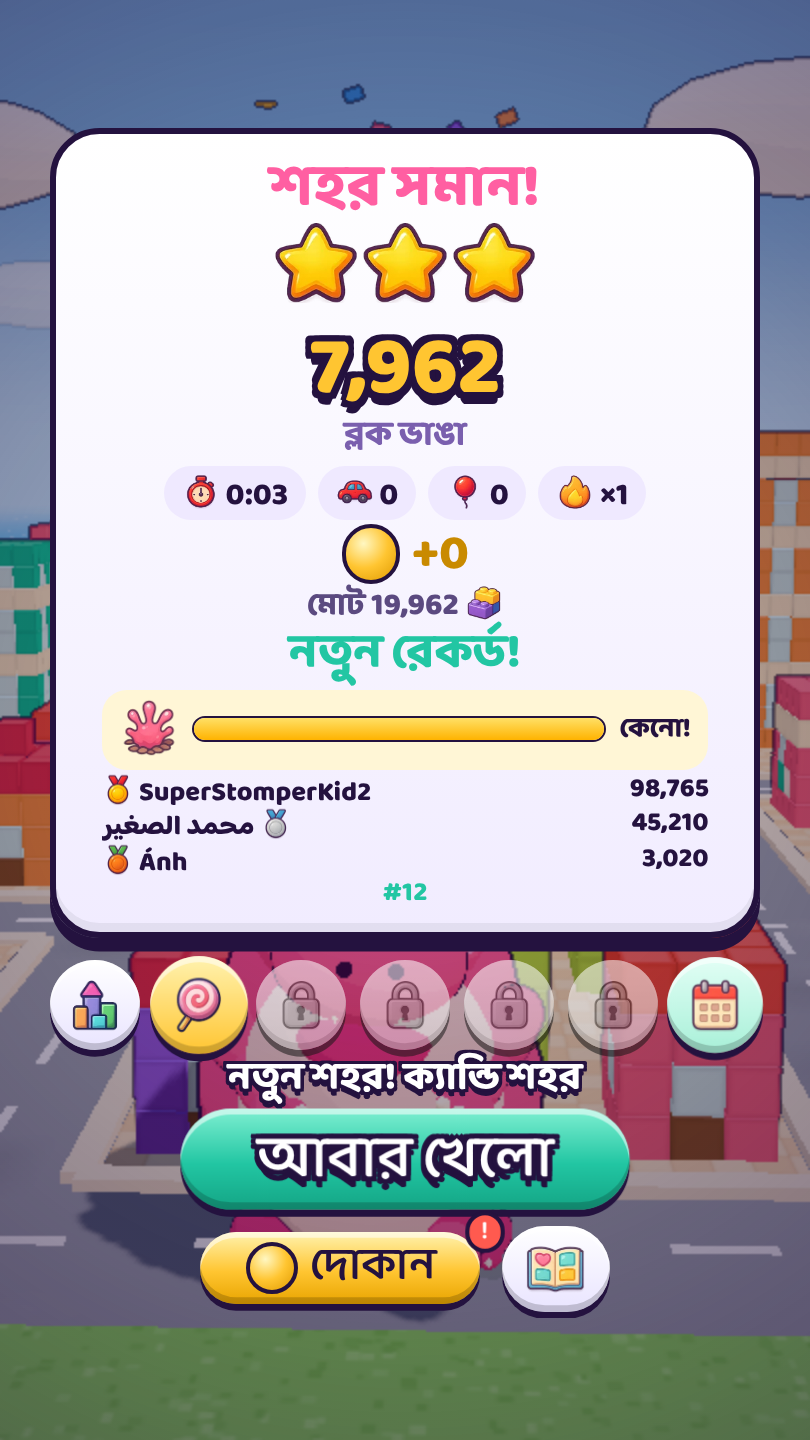 শহর সমান!
7,962
ব্লক ভাঙা
0:03 0 0 ×1
+0
মোট 19,962
নতুন রেকর্ড!
কেনো!
SuperStomperKid2 98,765
محمد الصغير 45,210
Ánh 3,020
#12
নতুন শহর! ক্যান্ডি শহর
আবার খেলো
দোকান !